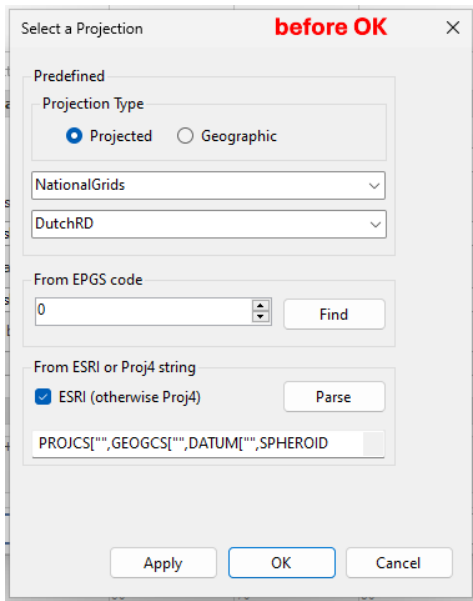 Select a Projection
before OK
Predefined
Projection Type
Projected
Geographic
NationalGrids
DutchRD
From EPGS code
0
Find
From ESRI or Proj4 string
ESRI (otherwise Proj4)
Parse
PROJCS["",GEOGCS["",DATUM["",SPHEROID
Apply
OK
Cancel